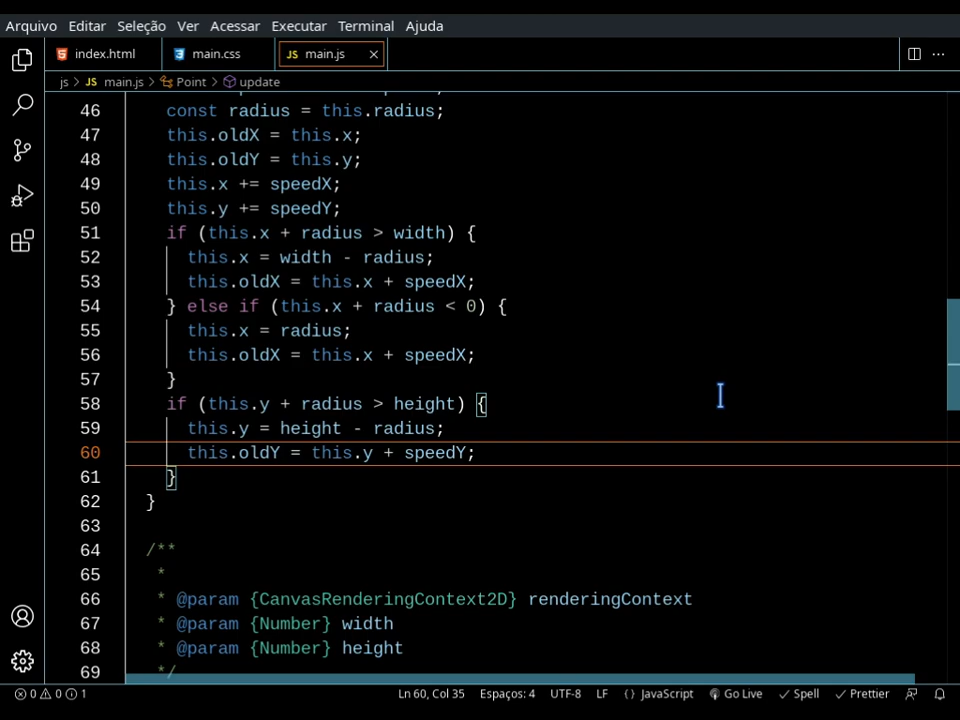 Arquivo Editar Seleção Ver Acessar Executar Terminal Ajuda
index.html main.css JS main.js
js > JS main.js > Point > update
46 const radius = this.radius;
47 this.oldX = this.x;
48 this.oldY = this.y;
49 this.x += speedX;
50 this.y += speedY;
51 if (this.x + radius > width) {
52 this.x = width - radius;
53 this.oldX = this.x + speedX;
54 } else if (this.x + radius < 0) {
55 this.x = radius;
56 this.oldX = this.x + speedX;
57 }
58 if (this.y + radius > height) {
59 this.y = height - radius;
60 this.oldY = this.y + speedY;
61 }
62 }
63
64 /**
65 *
66 * @param {CanvasRenderingContext2D} renderingContext
67 * @param {Number} width
68 * @param {Number} height
69 */
0 0 1 Ln 60, Col 35 Espaços: 4 UTF-8 LF {} JavaScript Go Live Spell Prettier